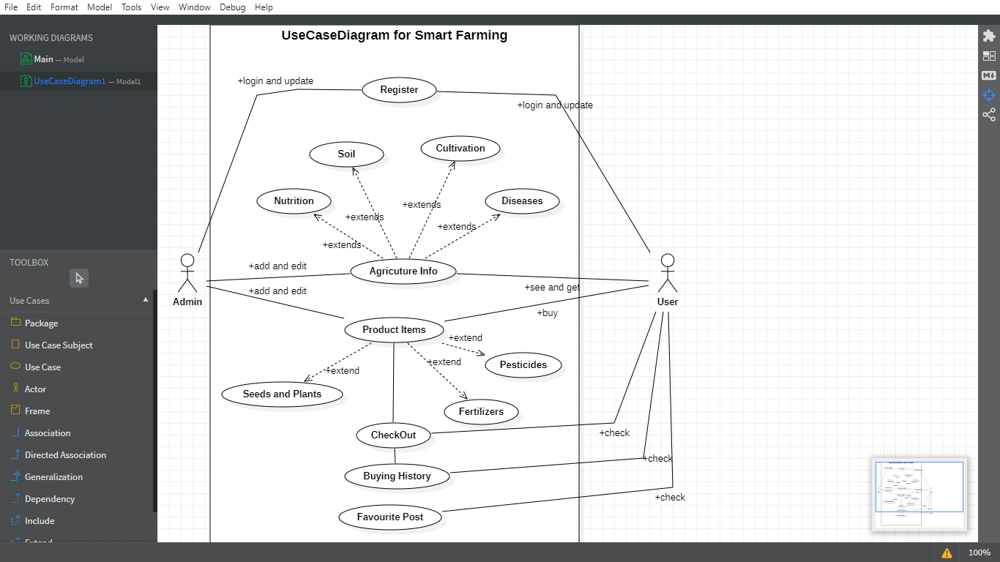 File Edit Format Model Tools View Window Debug Help
WORKING DIAGRAMS
Main — Model
UseCaseDiagram1 — Model1
TOOLBOX
Use Cases
Package
Use Case Subject
Use Case
Actor
Frame
Association
Directed Association
Generalization
Dependency
Include
Extend
UseCaseDiagram for Smart Farming
+login and update
Register
+login and update
Soil
Cultivation
Nutrition
Diseases
+extends
+extends
+extends
+extends
+add and edit
Agricuture Info
+see and get
Admin
User
+add and edit
+buy
Product Items
+extend
+extend
+extend
Pesticides
Seeds and Plants
Fertilizers
CheckOut
+check
+check
Buying History
+check
Favourite Post
M
100%